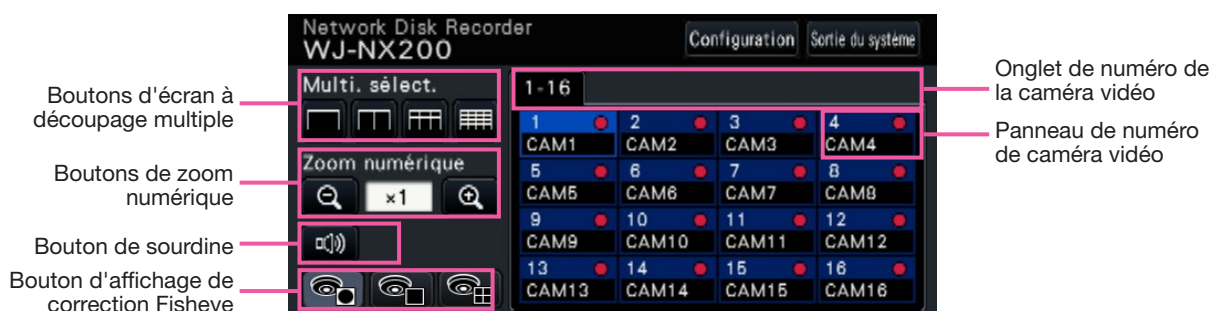 Network Disk Recorder
WJ-NX200
Configuration
Sortie du système
Multi. sélect.
Zoom numérique
×1
1-16
1
CAM1
2
CAM2
3
CAM3
4
CAM4
5
CAM5
6
CAM6
7
CAM7
8
CAM8
9
CAM9
10
CAM10
11
CAM11
12
CAM12
13
CAM13
14
CAM14
15
CAM15
16
CAM16
Boutons d'écran à
découpage multiple
Boutons de zoom
numérique
Bouton de sourdine
Bouton d'affichage de
correction Fisheye
Onglet de numéro de
la caméra vidéo
Panneau de numéro
de caméra vidéo